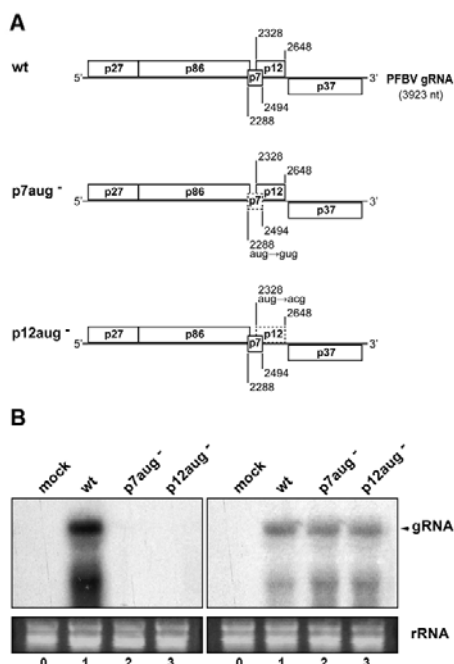 A
wt
2328
2648
5'
p27
p86
p7
p12
p37
3'
PFBV gRNA
(3923 nt)
2494
2288
p7aug -
2328
2648
5'
p27
p86
p7
p12
p37
3'
2494
2288
aug→gug
p12aug -
2328
aug→acg
2648
5'
p27
p86
p7
p12
p37
3'
2494
2288
B
mock wt p7aug - p12aug - mock wt p7aug - p12aug -
gRNA
rRNA
0 1 2 3 0 1 2 3